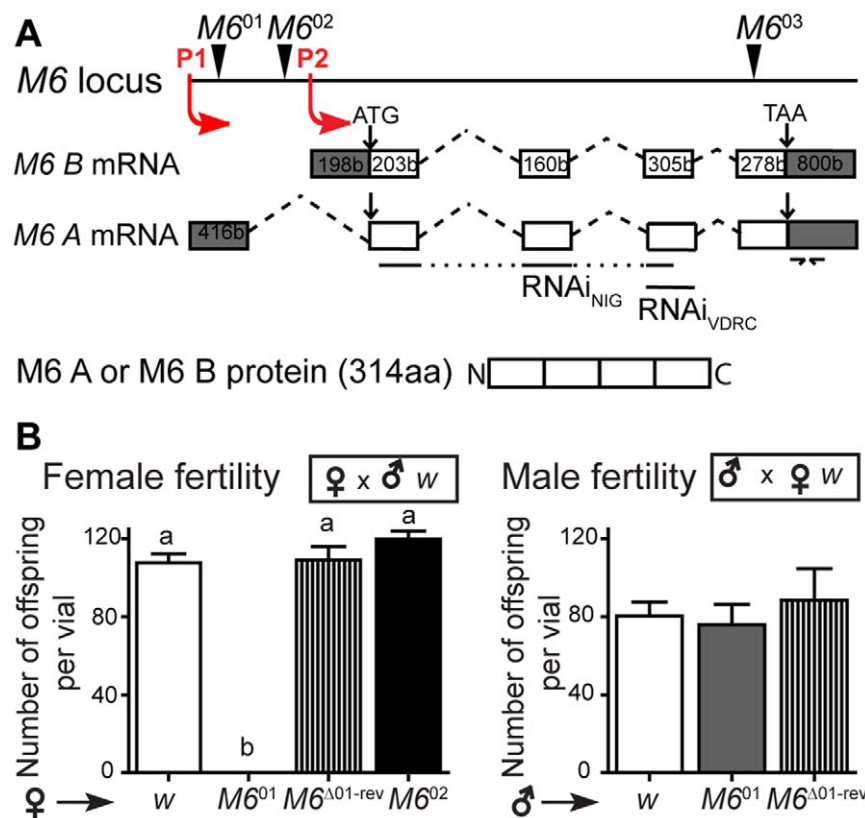 A
M6⁰¹ M6⁰² M6⁰³
P1 P2
M6 locus
ATG TAA
M6 B mRNA 198b 203b 160b 305b 278b 800b
M6 A mRNA 416b
RNAi_NIG
RNAi_VDRC
M6 A or M6 B protein (314aa) N C
B
Female fertility ♀ x ♂ w
Number of offspring per vial
120
80
40
0
a b a a
♀ → w M6⁰¹ M6^Δ01-rev M6⁰²
Male fertility ♂ x ♀ w
Number of offspring per vial
120
80
40
0
♂ → w M6⁰¹ M6^Δ01-rev